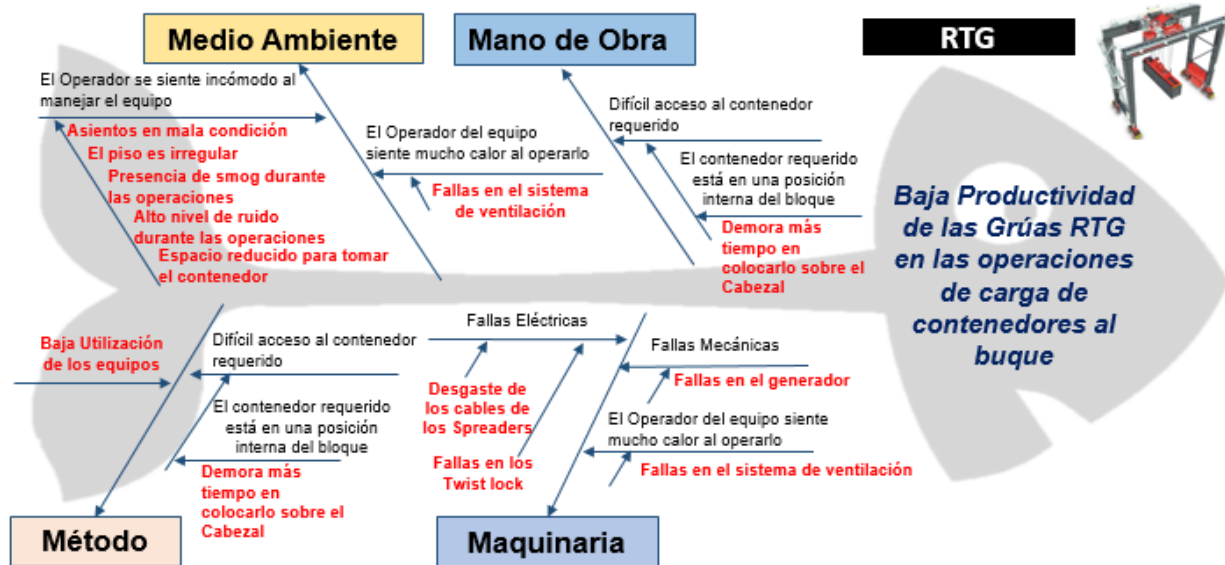 Medio Ambiente
Mano de Obra
RTG
El Operador se siente incómodo al
manejar el equipo
Asientos en mala condición
El piso es irregular
Presencia de smog durante
las operaciones
Alto nivel de ruido
durante las operaciones
Espacio reducido para tomar
el contenedor
El Operador del equipo
siente mucho calor al operarlo
Fallas en el sistema
de ventilación
Difícil acceso al contenedor
requerido
El contenedor requerido
está en una posición
interna del bloque
Demora más
tiempo en
colocarlo sobre el
Cabezal
Baja Productividad
de las Grúas RTG
en las operaciones
de carga de
contenedores al
buque
Baja Utilización
de los equipos
Difícil acceso al contenedor
requerido
El contenedor requerido
está en una posición
interna del bloque
Demora más
tiempo en
colocarlo sobre el
Cabezal
Fallas Eléctricas
Desgaste de
los cables de
los Spreaders
Fallas en los
Twist lock
Fallas Mecánicas
Fallas en el generador
El Operador del equipo siente
mucho calor al operarlo
Fallas en el sistema de ventilación
Método
Maquinaria